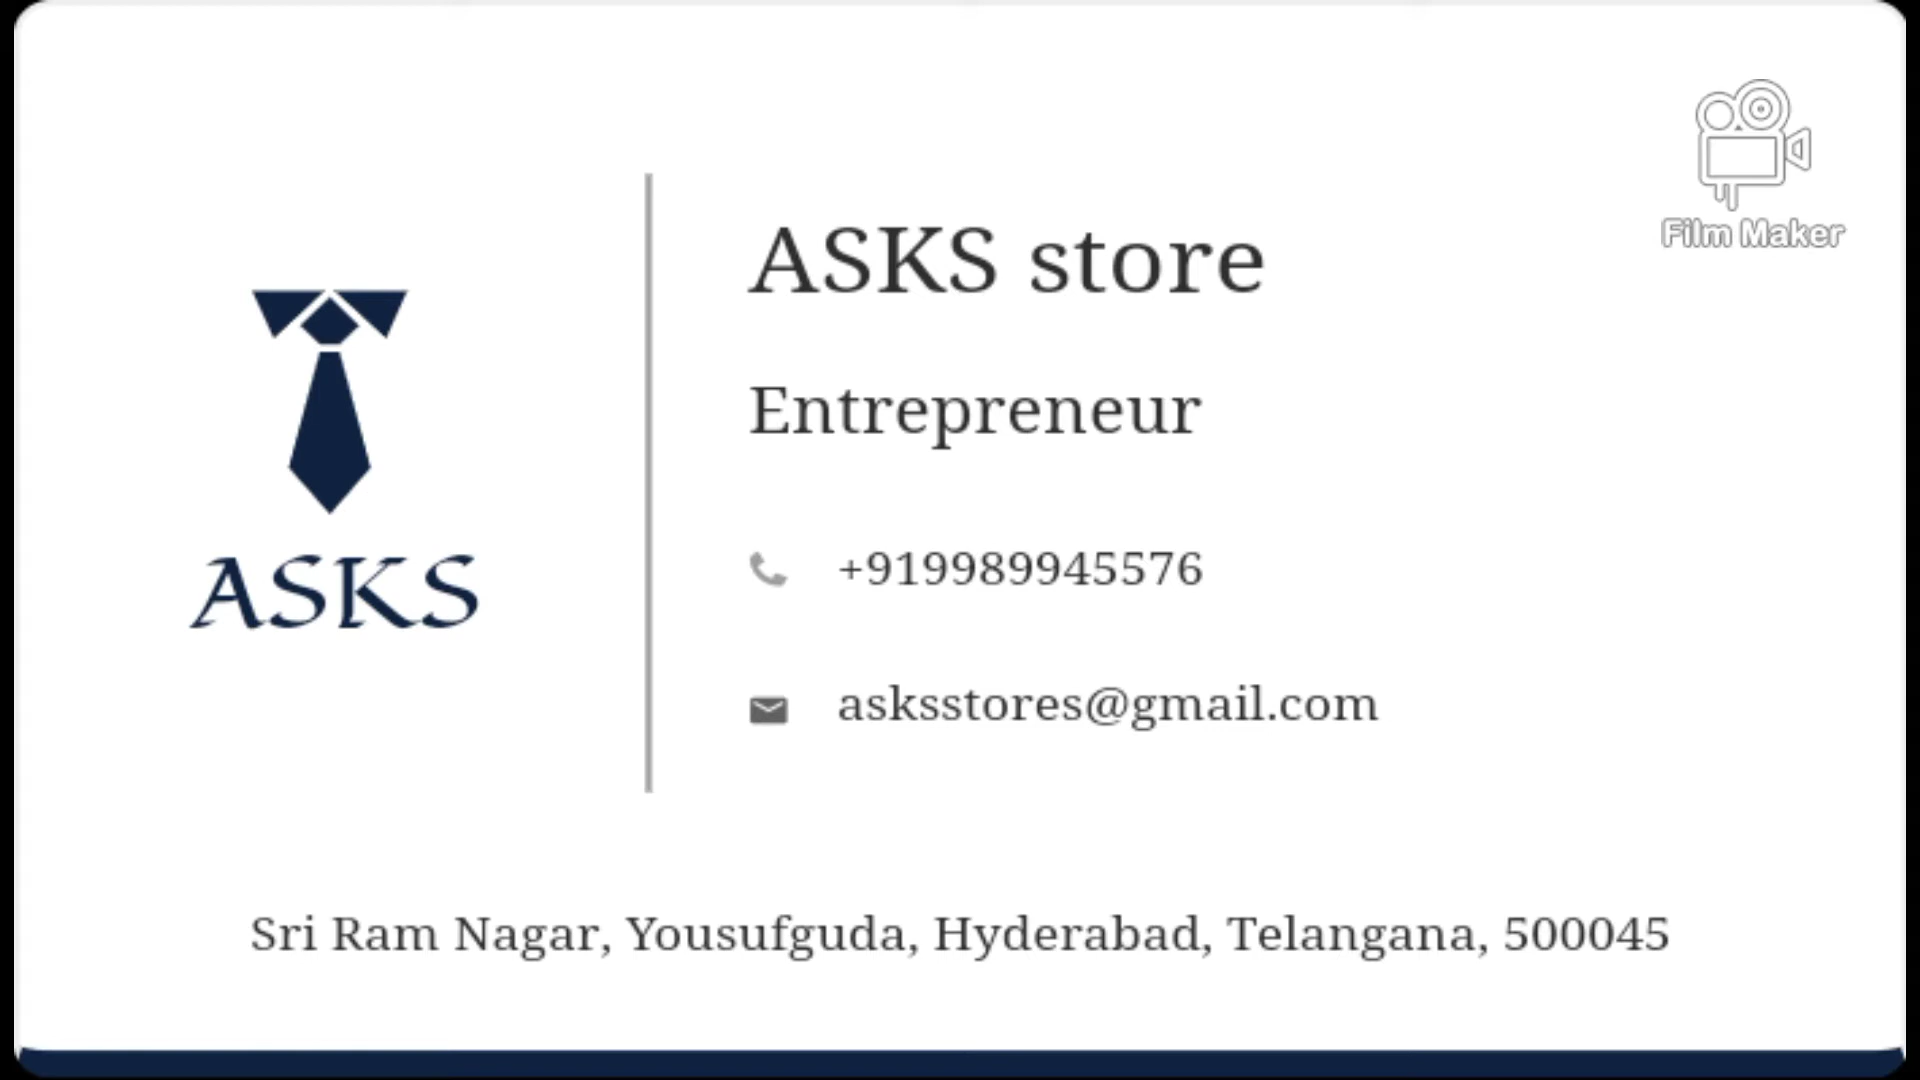 Film Maker
ASKS store
Entrepreneur
ASKS
+919989945576
asksstores@gmail.com
Sri Ram Nagar, Yousufguda, Hyderabad, Telangana, 500045